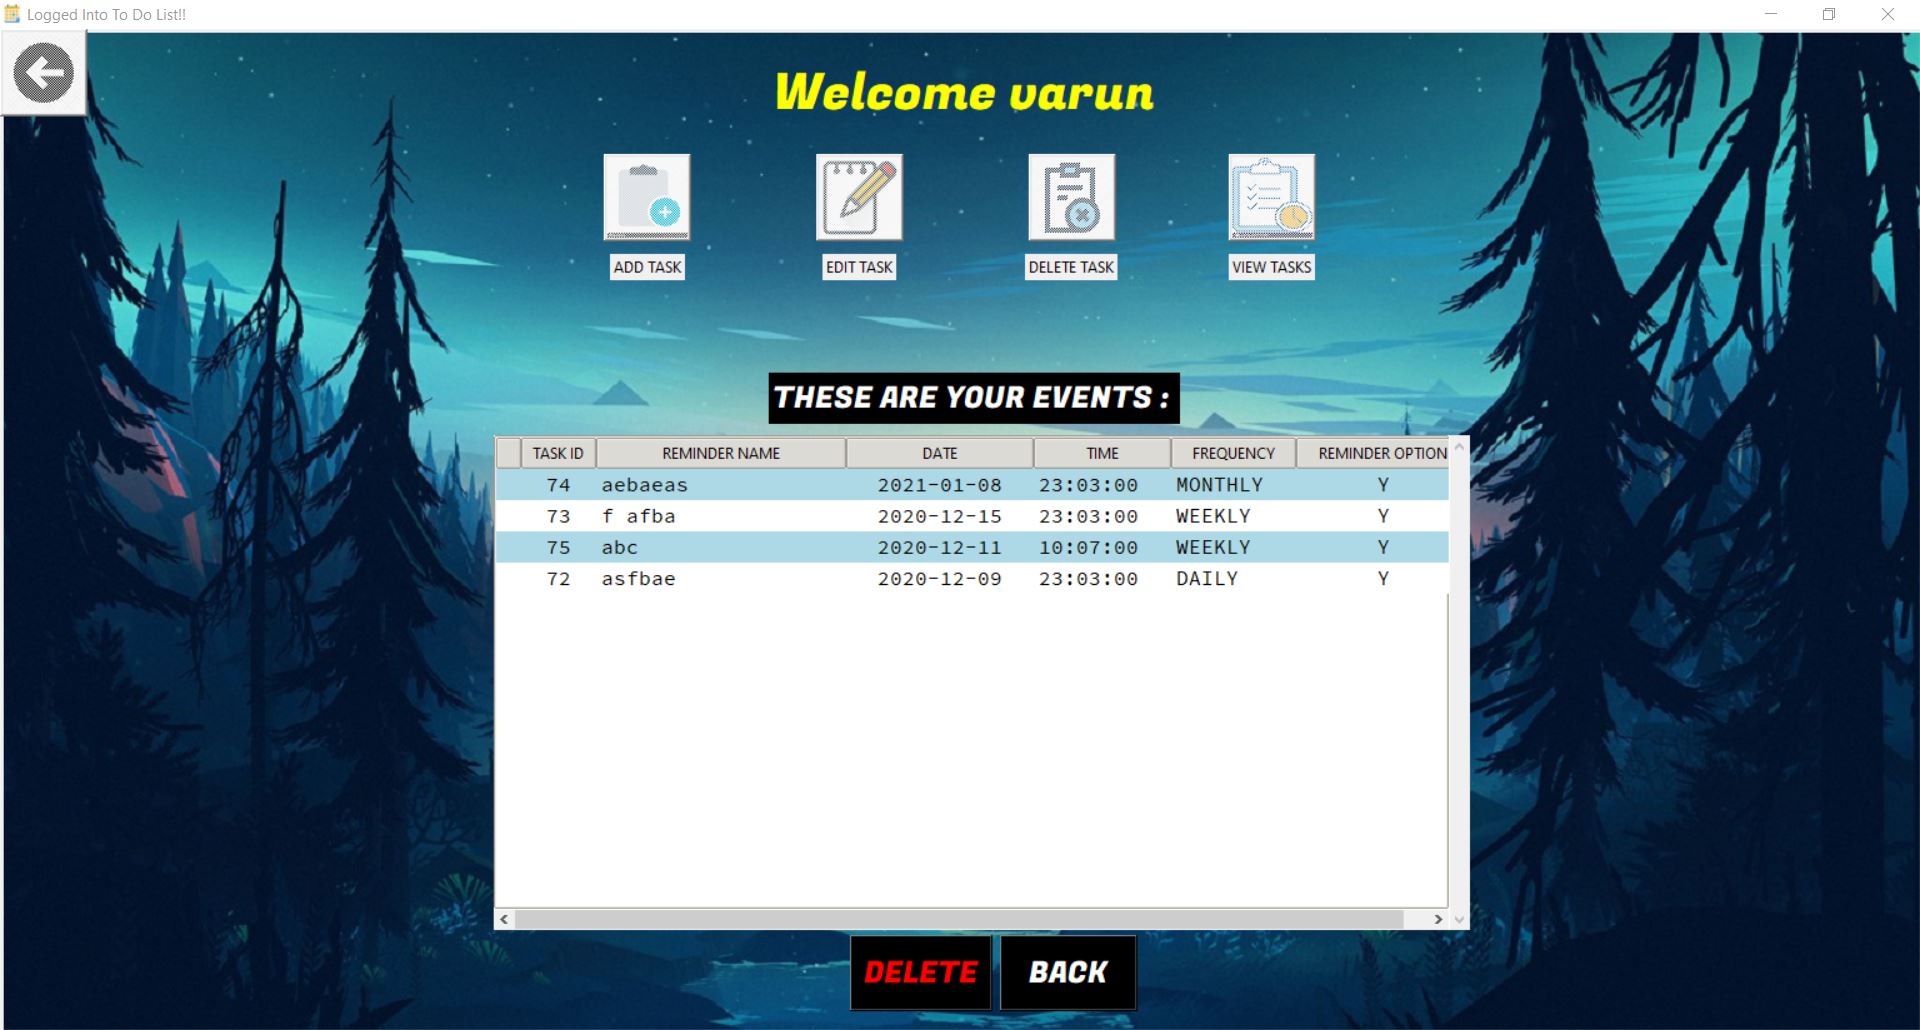 Logged Into To Do List!!
Welcome varun
ADD TASK EDIT TASK DELETE TASK VIEW TASKS
THESE ARE YOUR EVENTS :
TASK ID REMINDER NAME DATE TIME FREQUENCY REMINDER OPTION
74 aebaeas 2021-01-08 23:03:00 MONTHLY Y
73 f afba 2020-12-15 23:03:00 WEEKLY Y
75 abc 2020-12-11 10:07:00 WEEKLY Y
72 asfbae 2020-12-09 23:03:00 DAILY Y
DELETE BACK